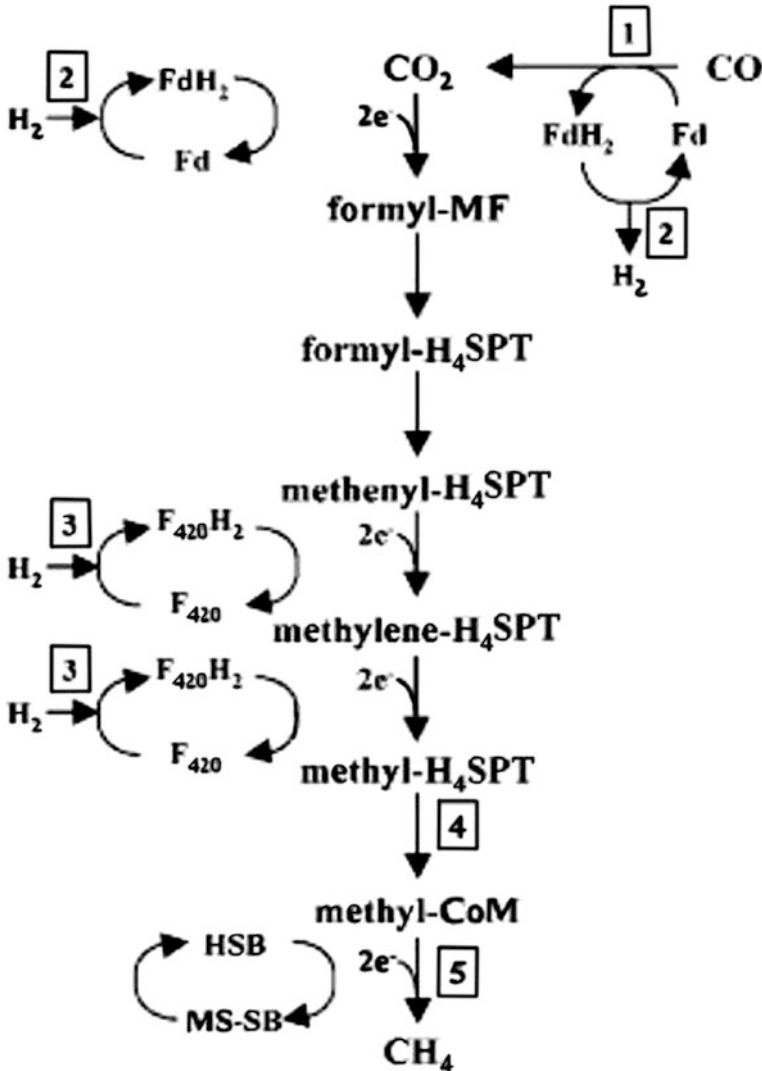 1
2
H₂
FdH₂
Fd
CO₂
CO
2e⁻
FdH₂
Fd
formyl-MF
2
H₂
formyl-H₄SPT
methenyl-H₄SPT
3
H₂
F₄₂₀H₂
F₄₂₀
2e⁻
methylene-H₄SPT
3
H₂
F₄₂₀H₂
F₄₂₀
2e⁻
methyl-H₄SPT
4
methyl-CoM
HSB
MS-SB
2e⁻
5
CH₄